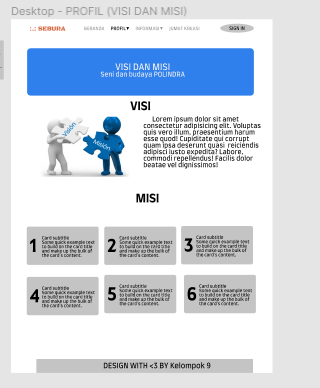 Desktop - PROFIL (VISI DAN MISI)
SEBURA
BERANDA PROFIL▾ INFORMASI▾ JUMAT KREASI SIGN IN
VISI DAN MISI
Seni dan budaya POLINDRA
VISI
Lorem ipsum dolor sit amet
consectetur adipisicing elit. Voluptas
quis vero illum, praesentium harum
esse quod! Cupiditate qui corrupt
quam ipsa deserunt quasi reiciendis
adipisci iusto expedita? Labore,
commodi repellendus! Facilis dolor
beatae vel dignissimos!
Visión
Misión
MISI
1
Card subtitle
Some quick example text
to build on the card title
and make up the bulk of
the card's content.
2
Card subtitle
Some quick example text
to build on the card title
and make up the bulk of
the card's content.
3
Card subtitle
Some quick example text
to build on the card title
and make up the bulk of
the card's content.
4
Card subtitle
Some quick example text
to build on the card title
and make up the bulk of
the card's content.
5
Card subtitle
Some quick example text
to build on the card title
and make up the bulk of
the card's content.
6
Card subtitle
Some quick example text
to build on the card title
and make up the bulk of
the card's content.
DESIGN WITH <3 BY Kelompok 9